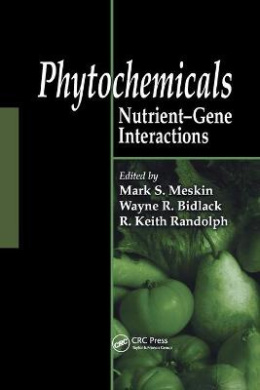 Phytochemicals
Nutrient–Gene
Interactions
Edited by
Mark S. Meskin
Wayne R. Bidlack
R. Keith Randolph
CRC Press
Taylor & Francis Group